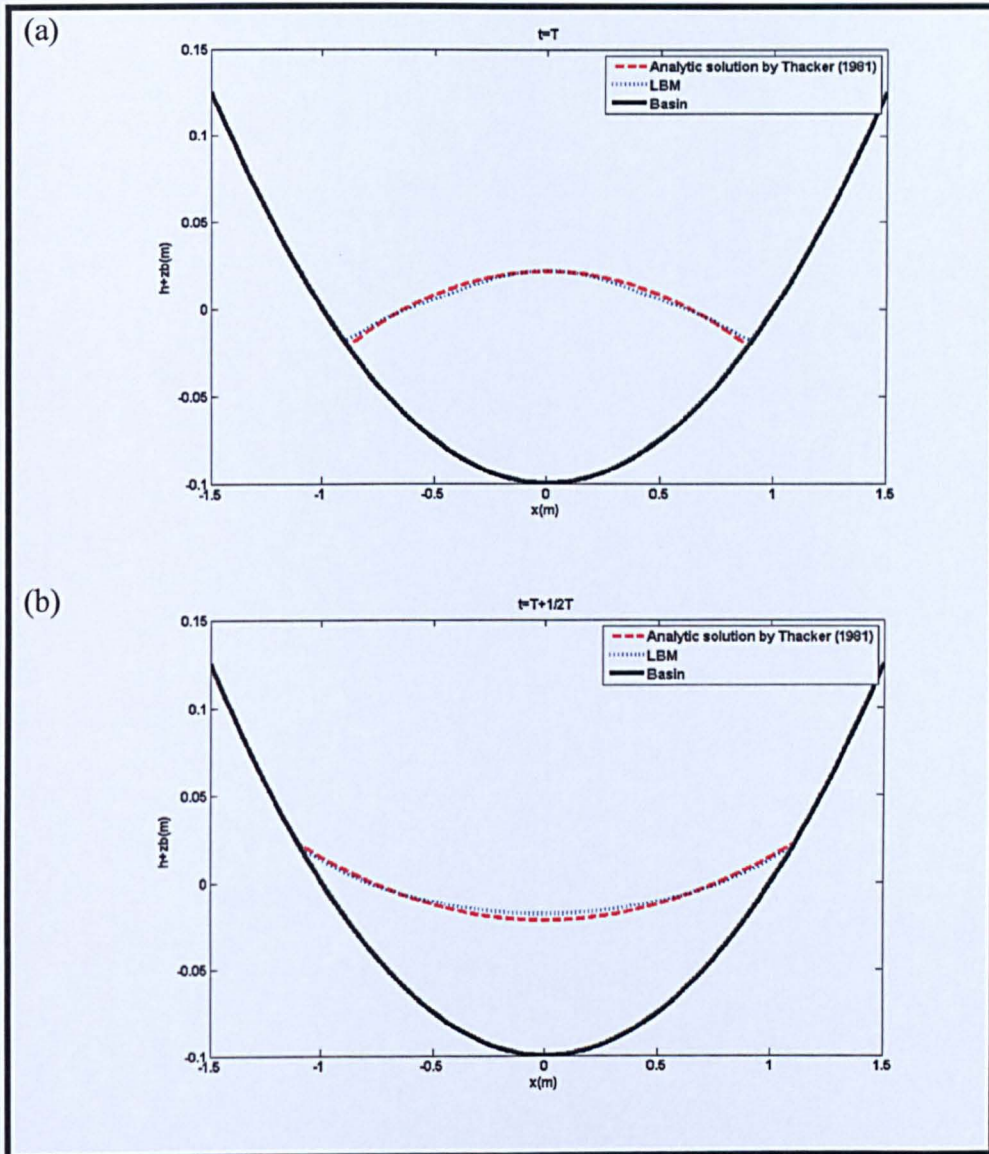 (a)
t=T
0.15
0.1
0.05
0
-0.05
-0.1
h+zb(m)
-1.5
-1
-0.5
0
0.5
1
1.5
x(m)
Analytic solution by Thacker (1981)
LBM
Basin
(b)
t=T+1/2T
0.15
0.1
0.05
0
-0.05
-0.1
h+zb(m)
-1.5
-1
-0.5
0
0.5
1
1.5
x(m)
Analytic solution by Thacker (1981)
LBM
Basin